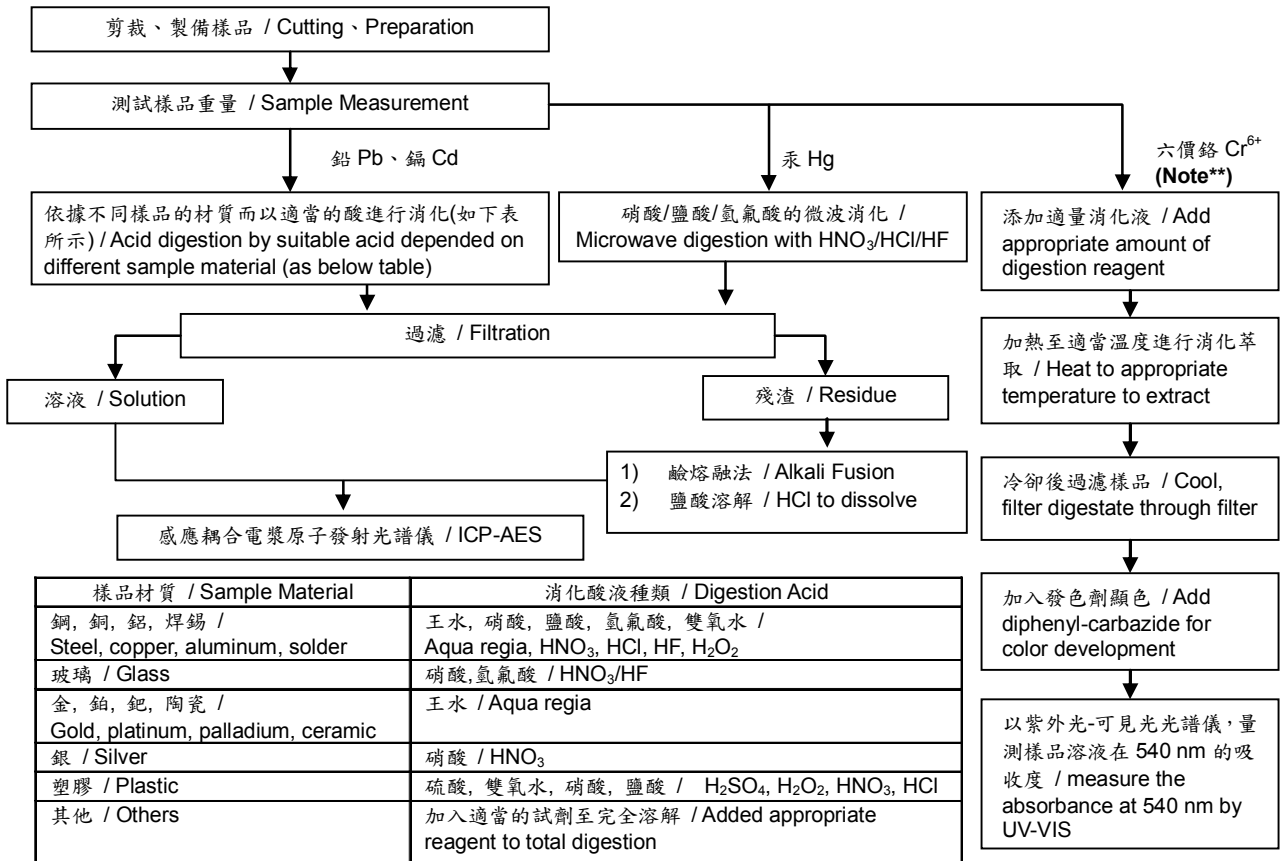 剪裁、製備樣品 / Cutting、Preparation
測試樣品重量 / Sample Measurement
鉛 Pb、鎘 Cd
汞 Hg
六價鉻 Cr6+
(Note**)
依據不同樣品的材質而以適當的酸進行消化(如下表
所示) / Acid digestion by suitable acid depended on
different sample material (as below table)
硝酸/鹽酸/氫氟酸的微波消化 /
Microwave digestion with HNO3/HCl/HF
添加適量消化液 / Add
appropriate amount of
digestion reagent
過濾 / Filtration
加熱至適當溫度進行消化萃
取 / Heat to appropriate
temperature to extract
溶液 / Solution
殘渣 / Residue
1) 鹼熔融法 / Alkali Fusion
2) 鹽酸溶解 / HCl to dissolve
冷卻後過濾樣品 / Cool,
filter digestate through filter
感應耦合電漿原子發射光譜儀 / ICP-AES
加入發色劑顯色 / Add
diphenyl-carbazide for
color development
以紫外光-可見光光譜儀,量
測樣品溶液在 540 nm 的吸
收度 / measure the
absorbance at 540 nm by
UV-VIS
樣品材質 / Sample Material
消化酸液種類 / Digestion Acid
鋼, 銅, 鋁, 焊錫 /
Steel, copper, aluminum, solder
王水, 硝酸, 鹽酸, 氫氟酸, 雙氧水 /
Aqua regia, HNO3, HCl, HF, H2O2
玻璃 / Glass
硝酸,氫氟酸 / HNO3/HF
金, 鉑, 鈀, 陶瓷 /
Gold, platinum, palladium, ceramic
王水 / Aqua regia
銀 / Silver
硝酸 / HNO3
塑膠 / Plastic
硫酸, 雙氧水, 硝酸, 鹽酸 / H2SO4, H2O2, HNO3, HCl
其他 / Others
加入適當的試劑至完全溶解 / Added appropriate
reagent to total digestion